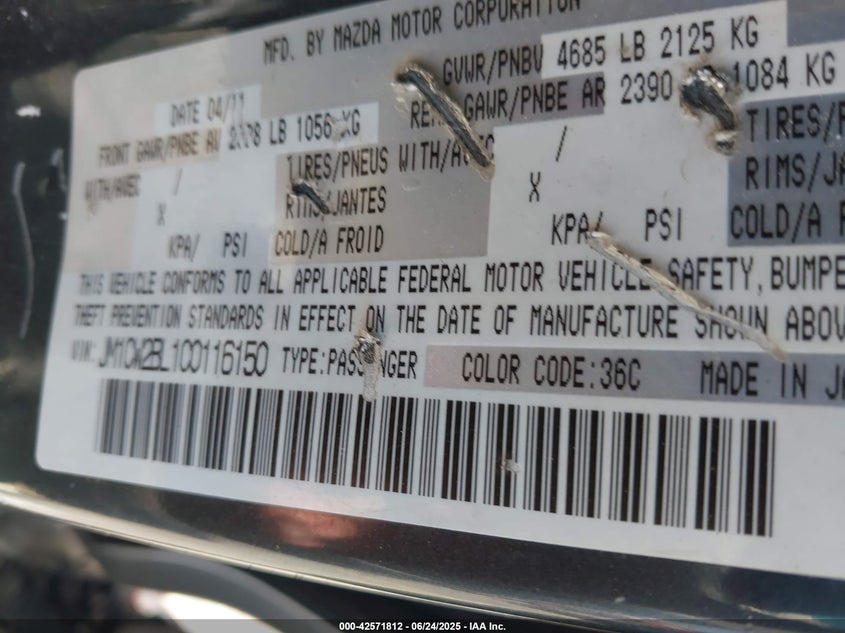 MFD. BY MAZDA MOTOR CORPORATION
DATE 04/11
GVWR/PNBV 4685 LB 2125 KG
FRONT GAWR/PNBE AV LB 1056 KG
GAWR/PNBE AR 2390 1084 KG
WITH/AVEC /
TIRES/PNEUS WITH/AVEC /
X
RIMS/JANTES
X
KPA/ PSI COLD/A FROID
KPA/ PSI COLD/A
THIS VEHICLE CONFORMS TO ALL APPLICABLE FEDERAL MOTOR VEHICLE SAFETY, BUMPE
THEFT PREVENTION STANDARDS IN EFFECT ON THE DATE OF MANUFACTURE SHOWN ABOV
VIN: JM1CW2BL1C0116150 TYPE:PASSENGER COLOR CODE:36C MADE IN JA
000-42571812 - 06/24/2025 - IAA Inc.